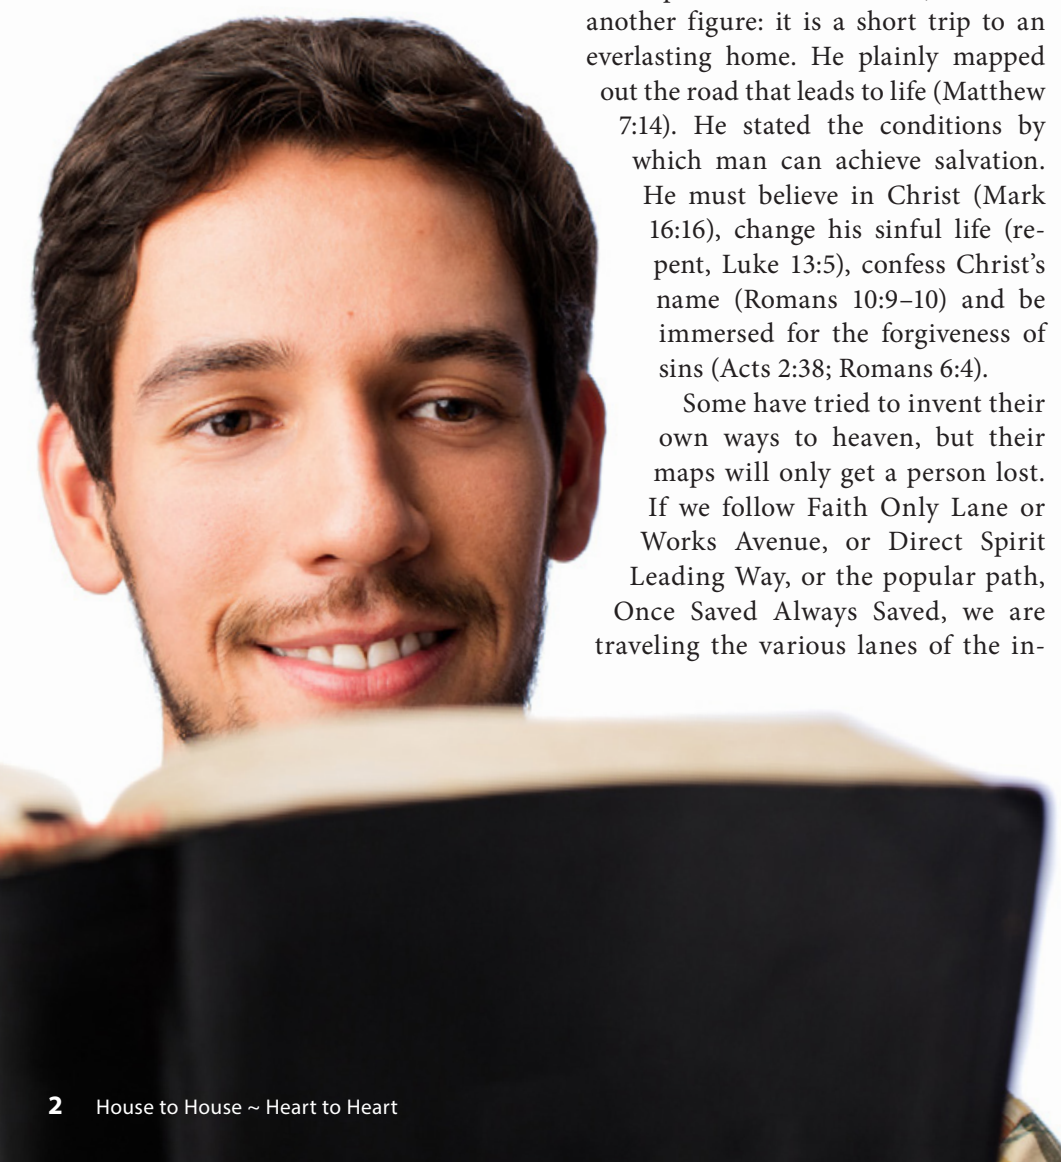 another figure: it is a short trip to an
everlasting home. He plainly mapped
out the road that leads to life (Matthew
7:14). He stated the conditions by
which man can achieve salvation.
He must believe in Christ (Mark
16:16), change his sinful life (re-
pent, Luke 13:5), confess Christ’s
name (Romans 10:9–10) and be
immersed for the forgiveness of
sins (Acts 2:38; Romans 6:4).
Some have tried to invent their
own ways to heaven, but their
maps will only get a person lost.
If we follow Faith Only Lane or
Works Avenue, or Direct Spirit
Leading Way, or the popular path,
Once Saved Always Saved, we are
traveling the various lanes of the in-
2 House to House ~ Heart to Heart